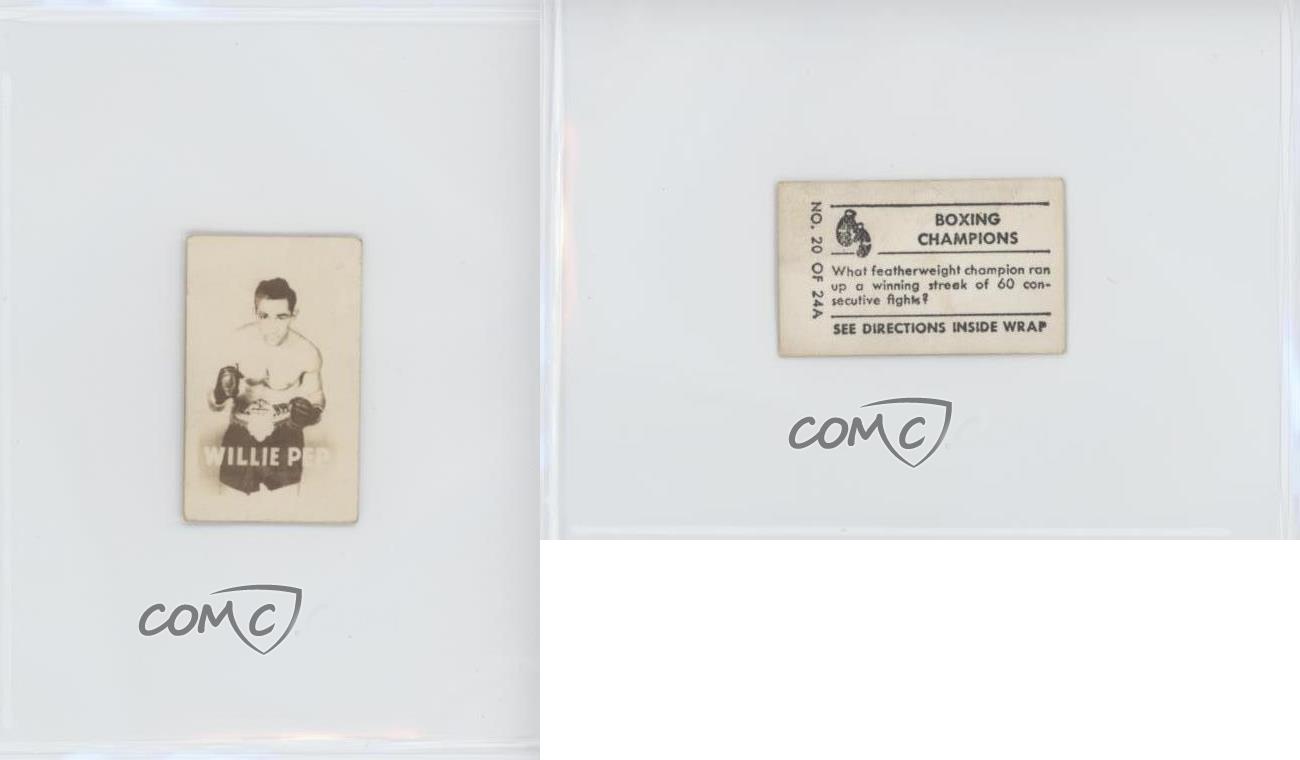 WILLIE PEP
COMC
NO. 20 OF 24A
BOXING
CHAMPIONS
What featherweight champion ran
up a winning streak of 60 con-
secutive fights?
SEE DIRECTIONS INSIDE WRAP
COMC